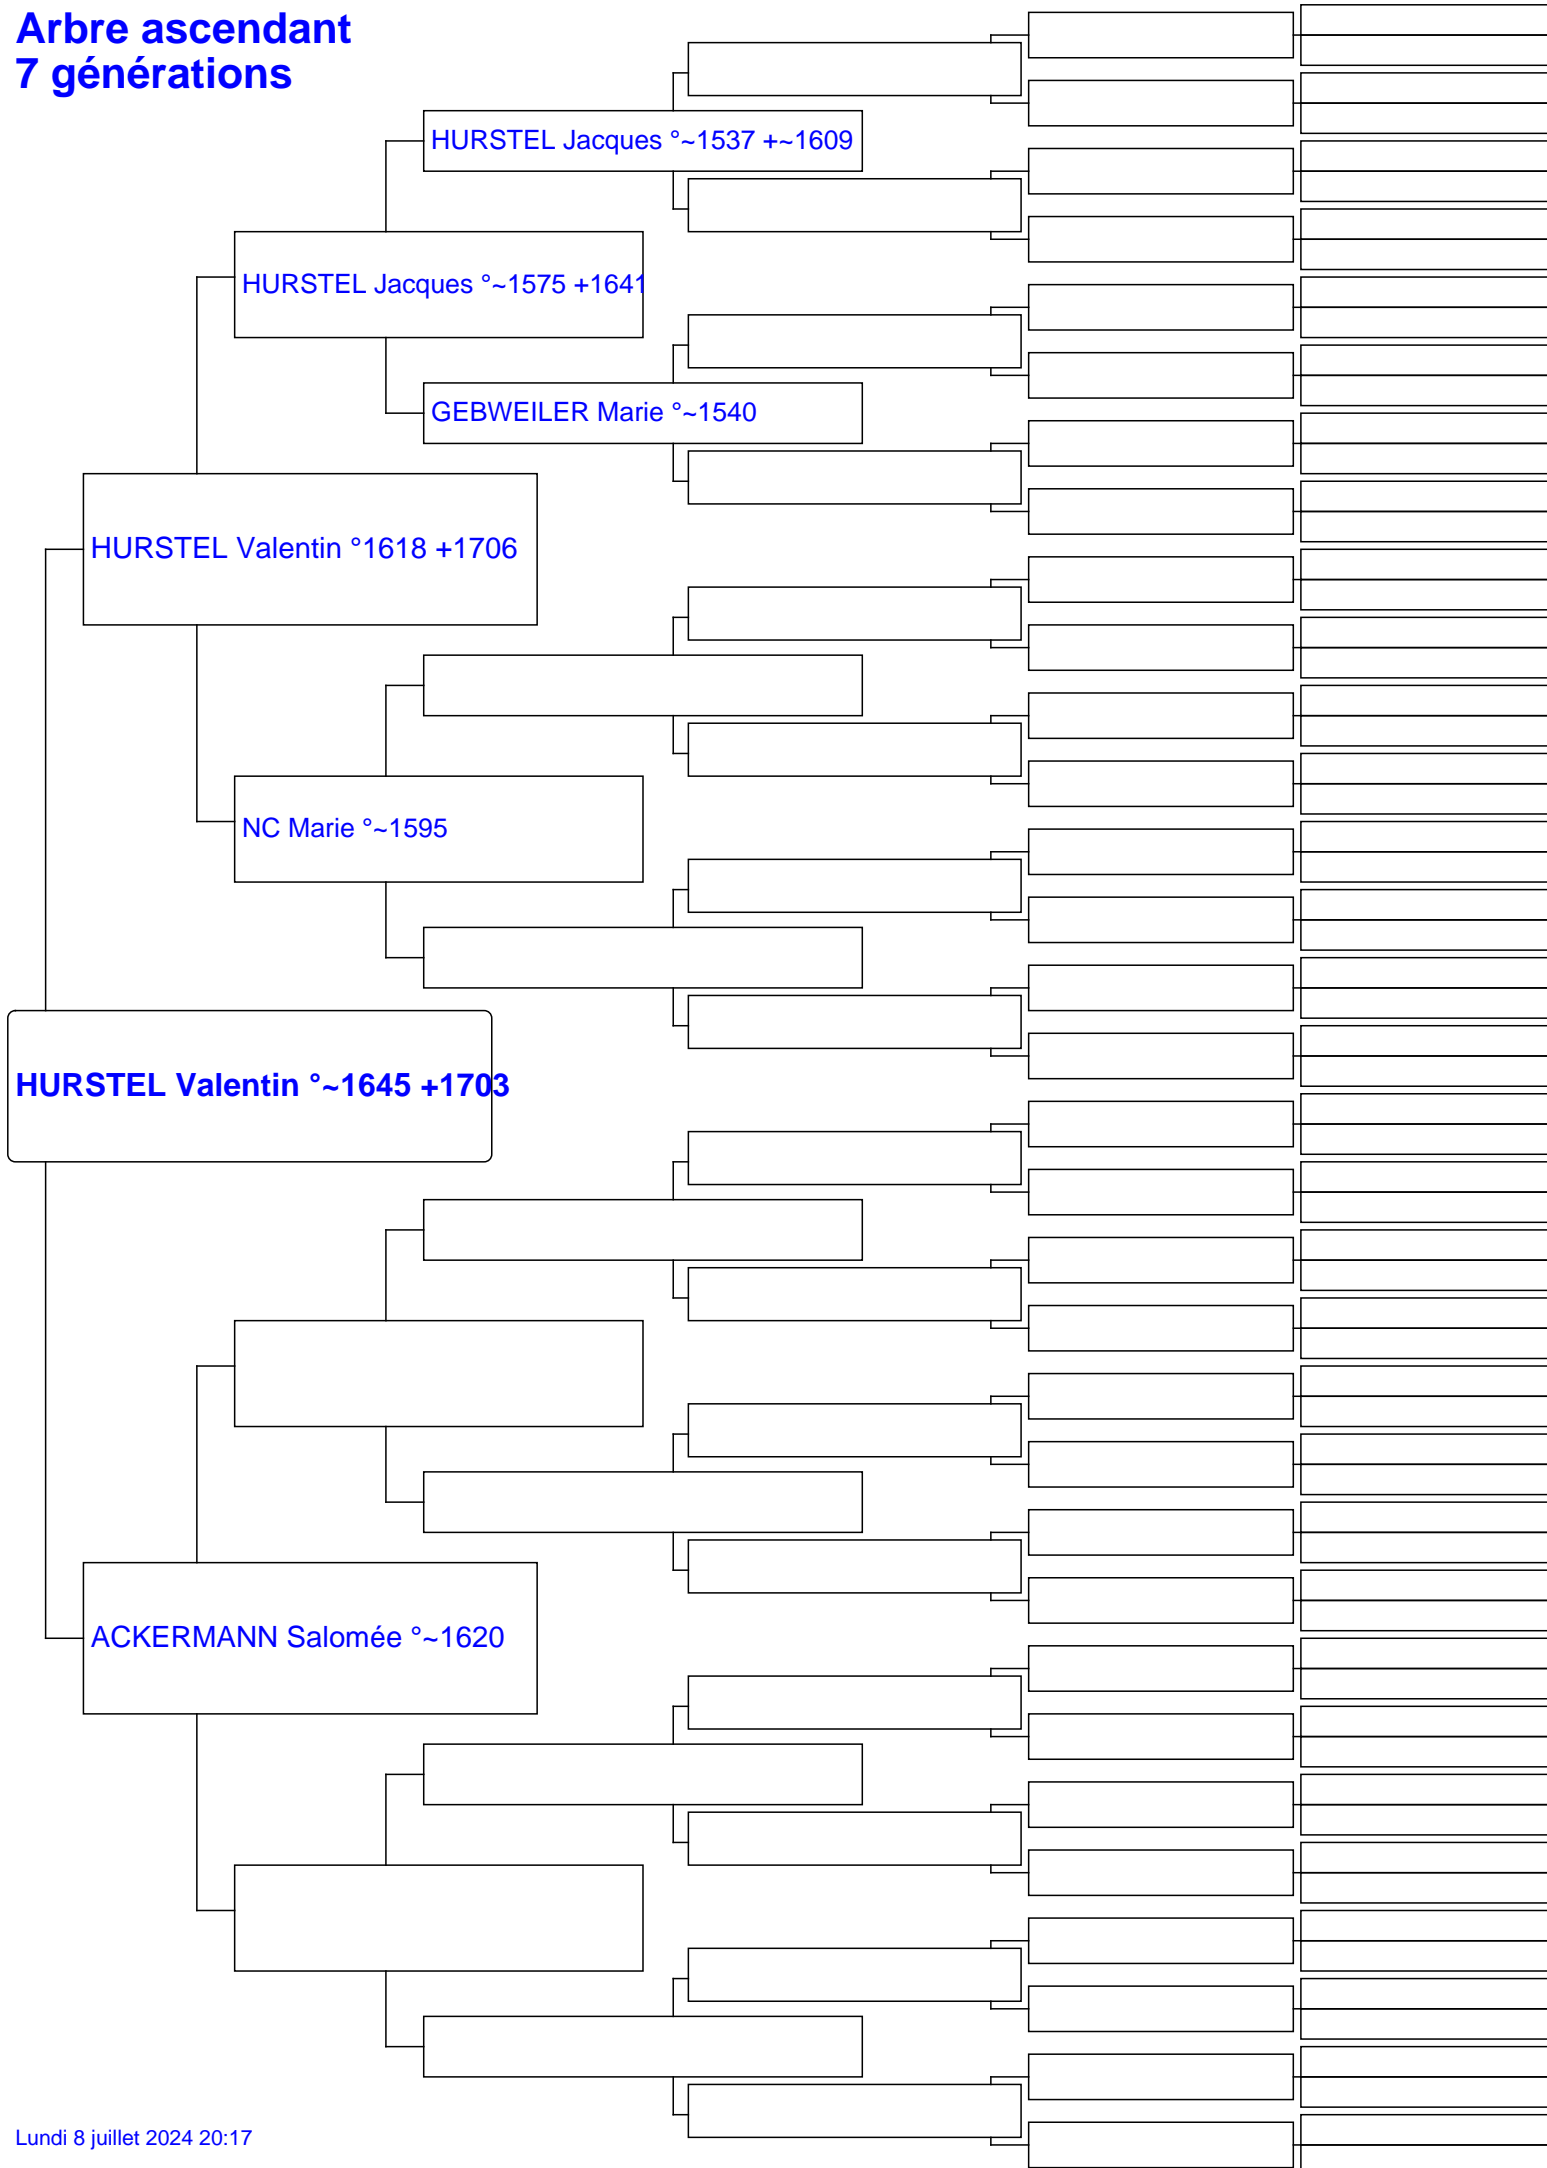 Arbre ascendant
7 générations
HURSTEL Jacques °~1537 +~1609
HURSTEL Jacques °~1575 +1641
GEBWEILER Marie °~1540
HURSTEL Valentin °1618 +1706
NC Marie °~1595
HURSTEL Valentin °~1645 +1703
ACKERMANN Salomée °~1620
Lundi 8 juillet 2024 20:17